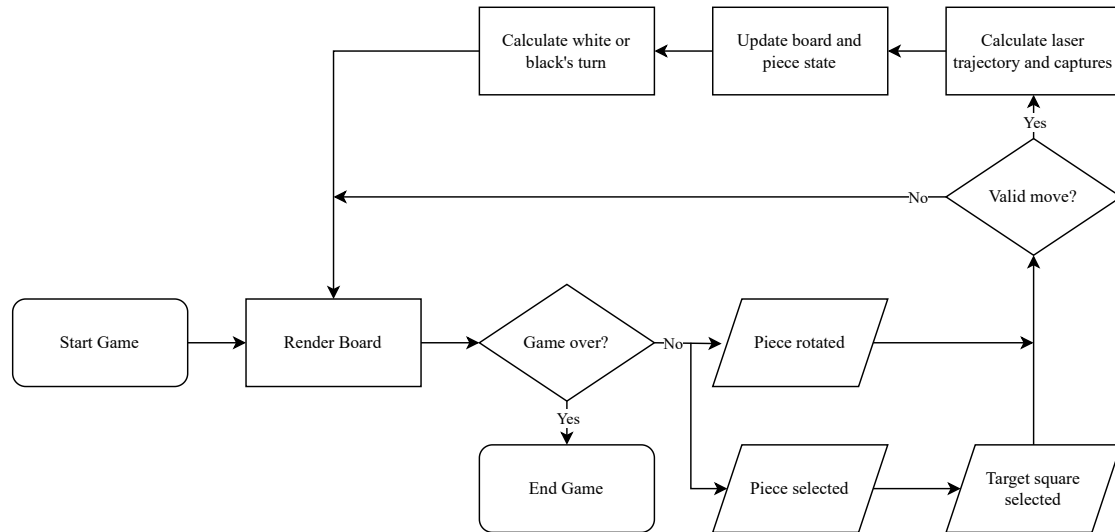 Calculate white or
black's turn
Update board and
piece state
Calculate laser
trajectory and captures
Yes
No
Valid move?
Start Game
Render Board
Game over?
No
Piece rotated
Yes
End Game
Piece selected
Target square
selected